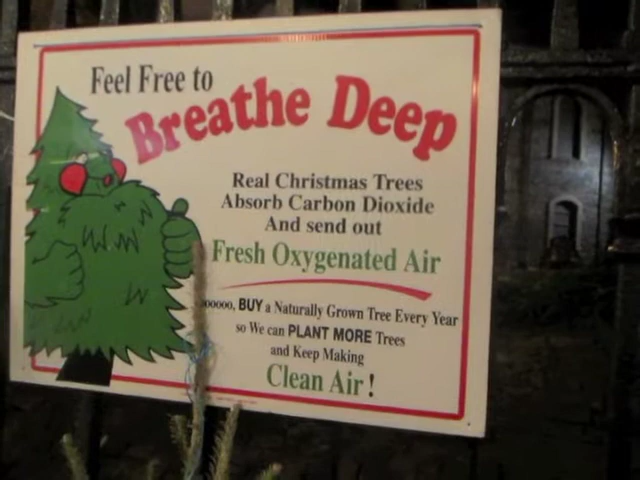 Feel Free to
Breathe Deep
Real Christmas Trees
Absorb Carbon Dioxide
And send out
Fresh Oxygenated Air
BUY a Naturally Grown Tree Every Year
so We can PLANT MORE Trees
and Keep Making
Clean Air!